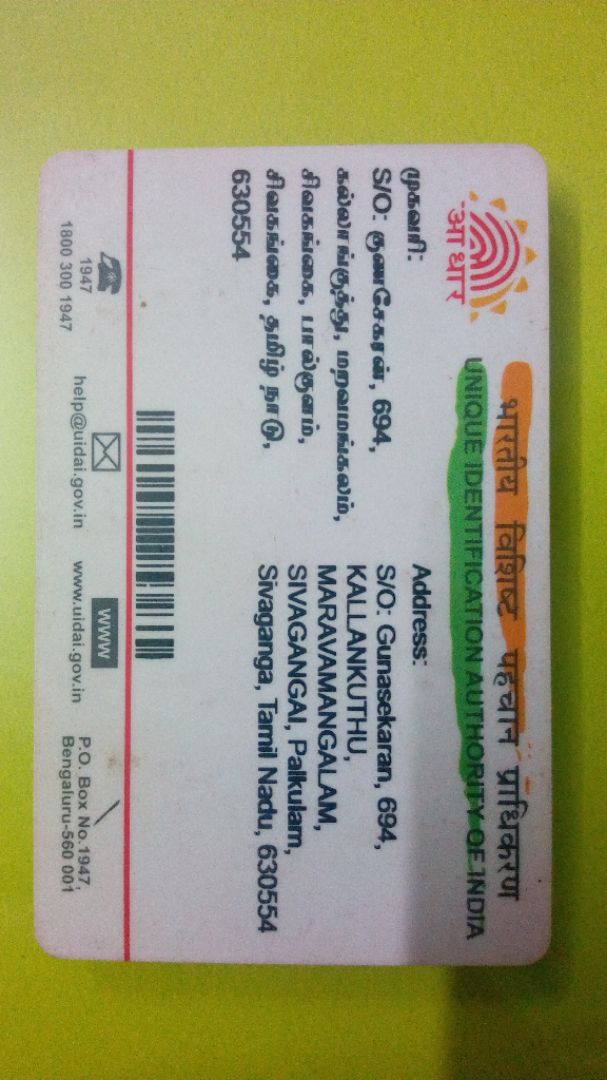 आधार
भारतीय विशिष्ट पहचान प्राधिकरण
UNIQUE IDENTIFICATION AUTHORITY OF INDIA
முகவரி:
S/O: குணசேகரன், 694,
கல்லாங்குத்து, மறவமங்கலம்,
சிவகங்கை, பால்குளம்,
சிவகங்கை, தமிழ் நாடு,
630554
Address:
S/O: Gunasekaran, 694,
KALLANKUTHU,
MARAVAMANGALAM,
SIVAGANGAI, Palkulam,
Sivaganga, Tamil Nadu, 630554
1947
1800 300 1947
help@uidai.gov.in
WWW
www.uidai.gov.in
P.O. Box No.1947,
Bengaluru-560 001